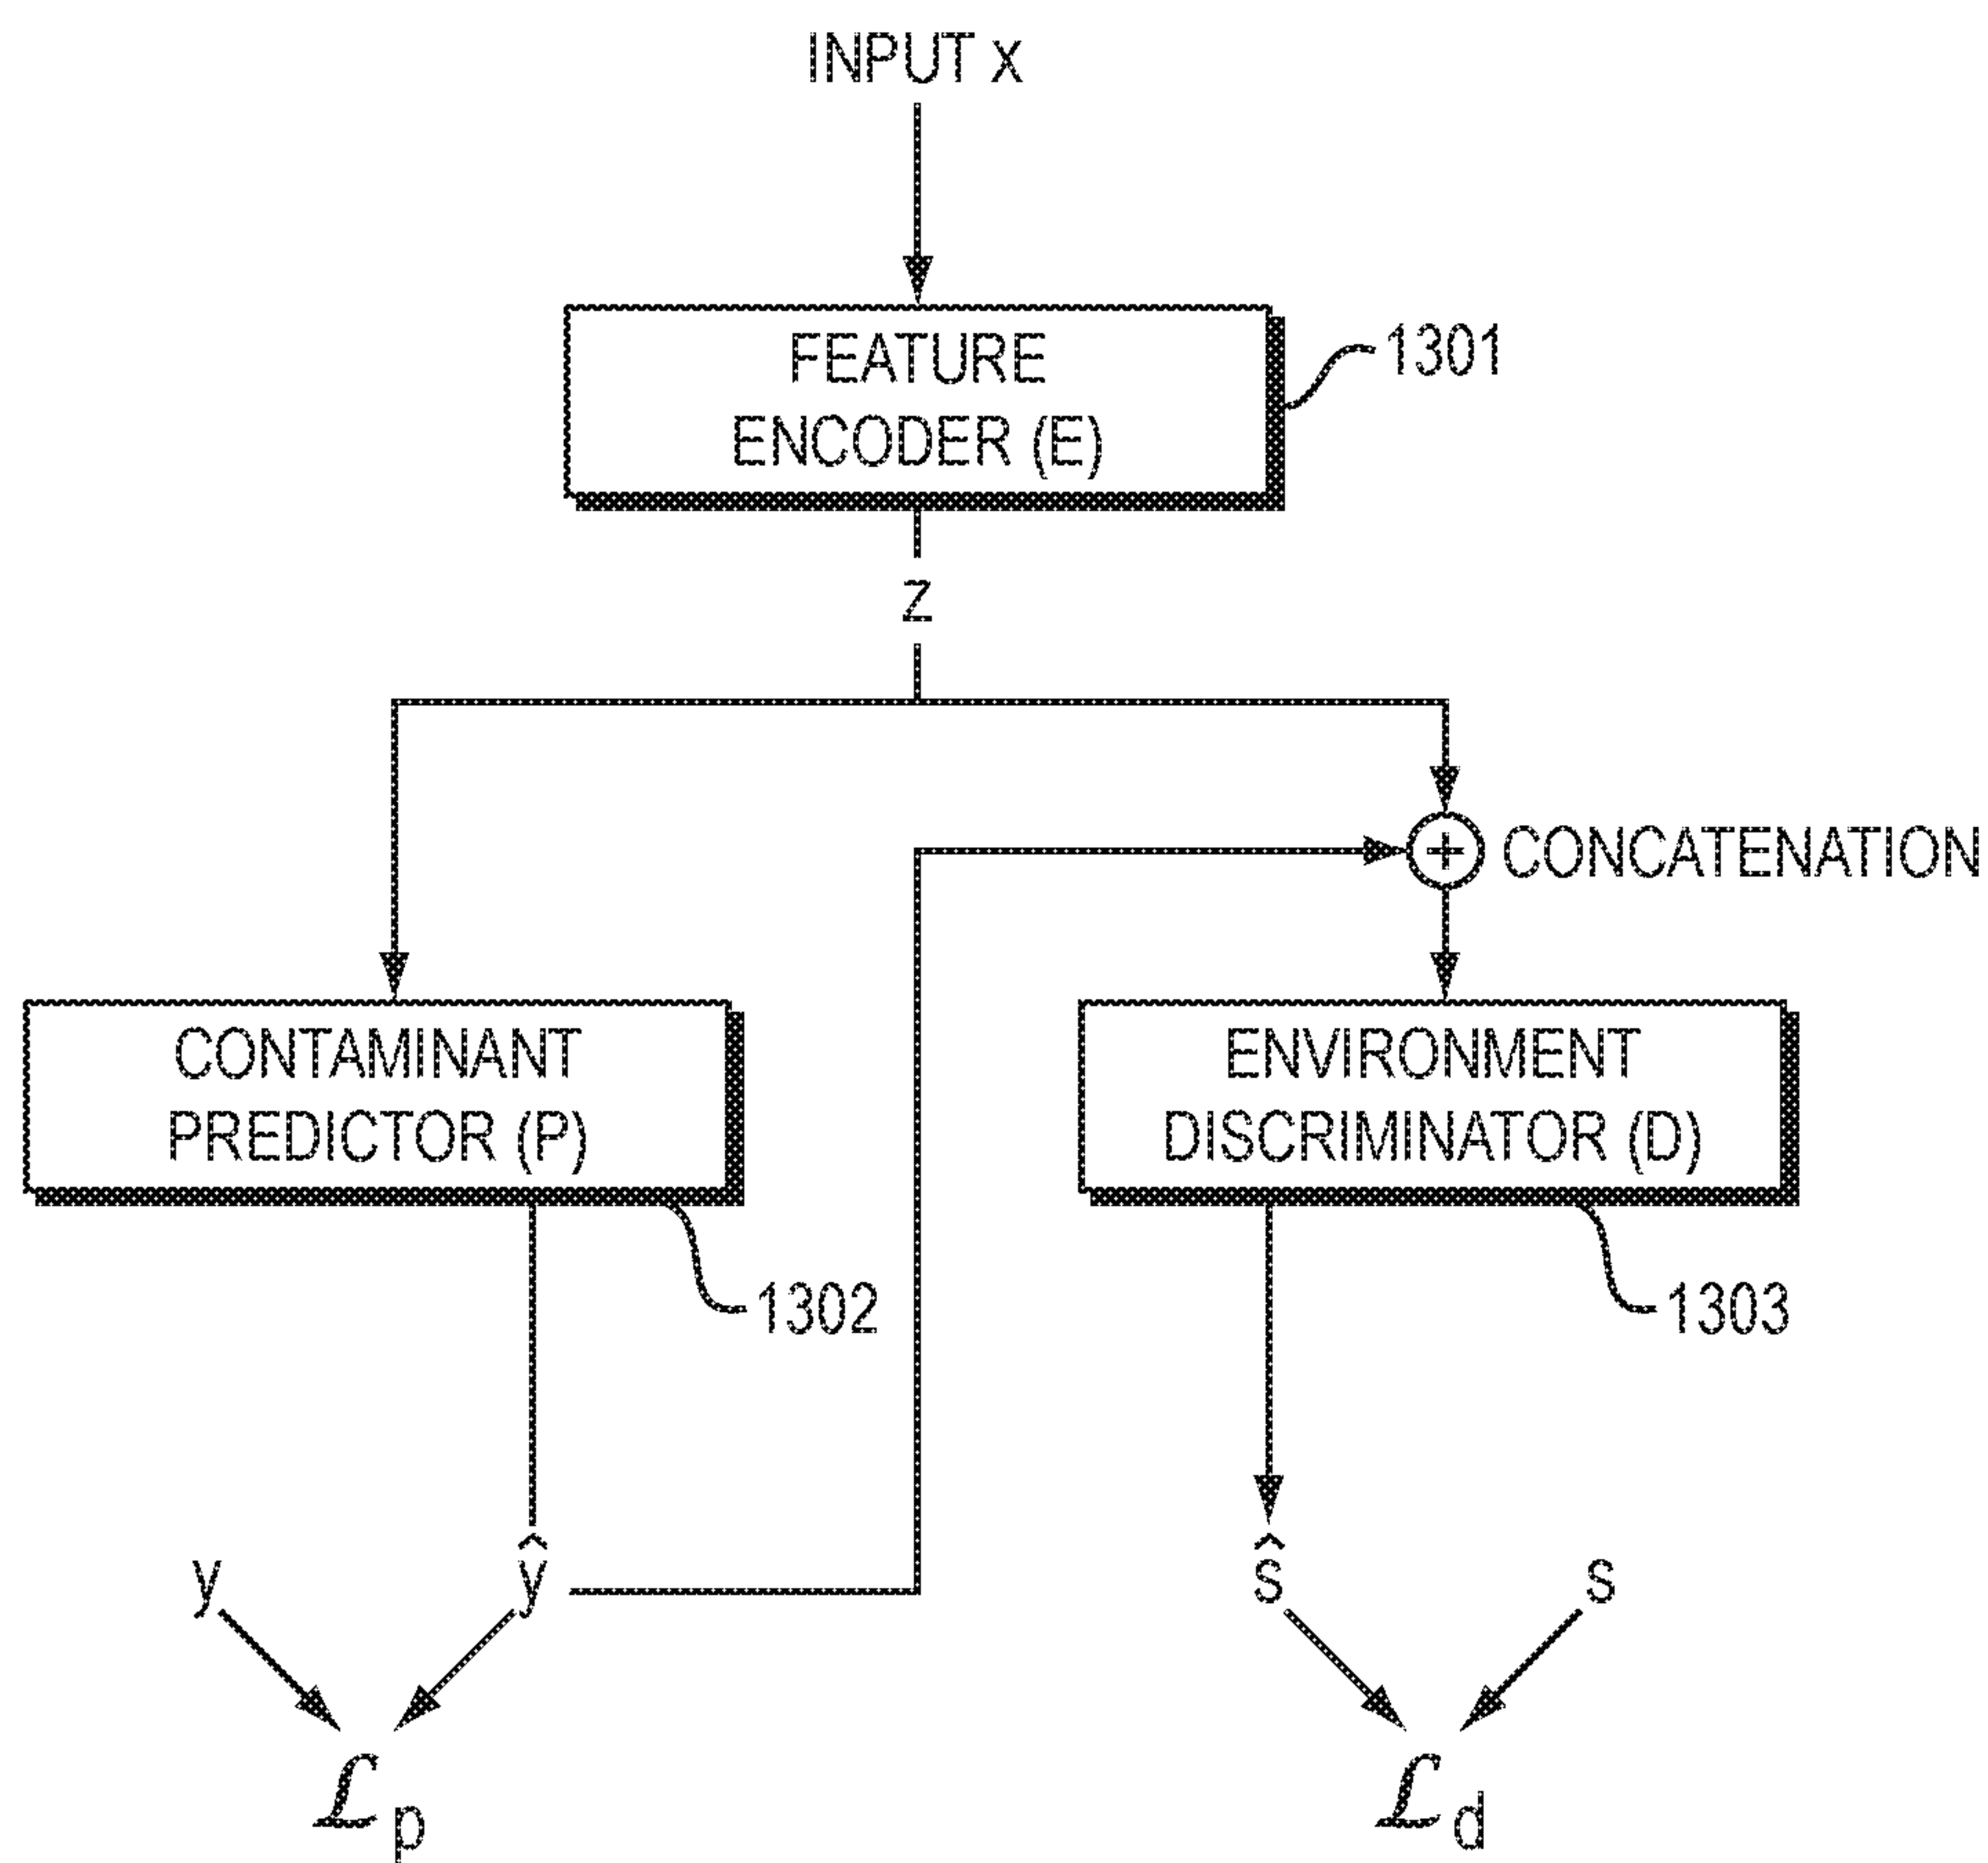 INPUT x
FEATURE
ENCODER (E)
1301
z
+ CONCATENATION
CONTAMINANT
PREDICTOR (P)
1302
ENVIRONMENT
DISCRIMINATOR (D)
1303
y
ŷ
ŝ
s
ℒp
ℒd